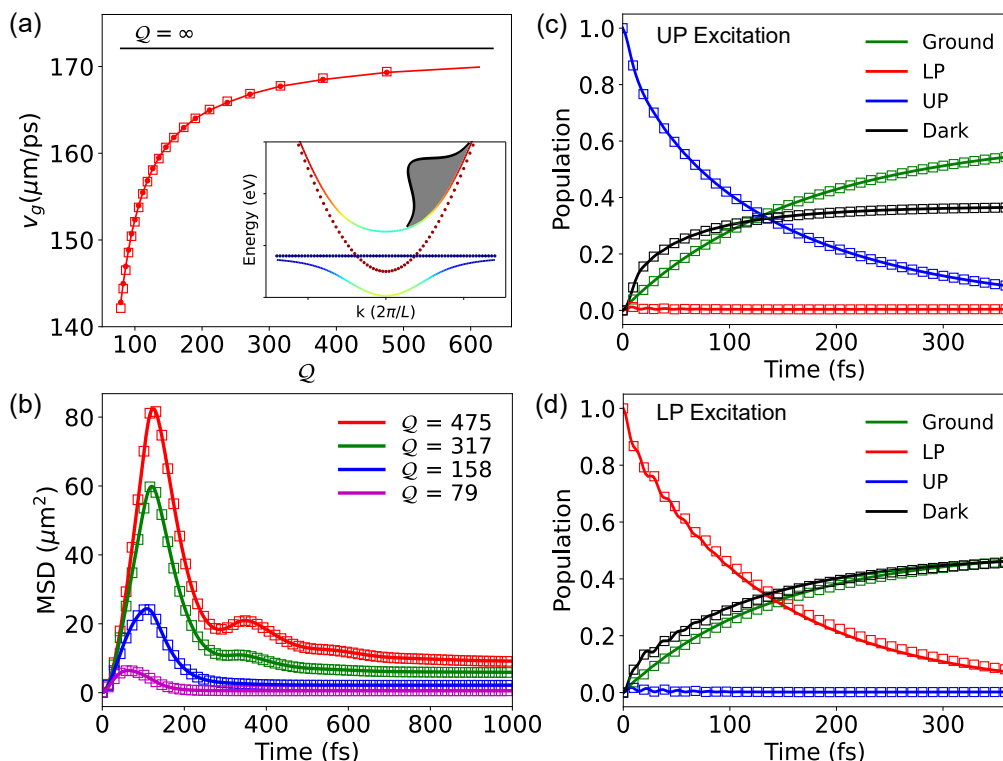 (a)
𝒬 = ∞
170
160
150
140
v_g(μm/ps)
Energy (eV)
k (2π/L)
100 200 300 400 500 600
𝒬
(b)
80
60
40
20
0
MSD (μm²)
𝒬 = 475
𝒬 = 317
𝒬 = 158
𝒬 = 79
0 200 400 600 800 1000
Time (fs)
(c)
UP Excitation
Ground
LP
UP
Dark
1.0
0.8
0.6
0.4
0.2
0.0
Population
0 100 200 300
Time (fs)
(d)
LP Excitation
Ground
LP
UP
Dark
1.0
0.8
0.6
0.4
0.2
0.0
Population
0 100 200 300
Time (fs)